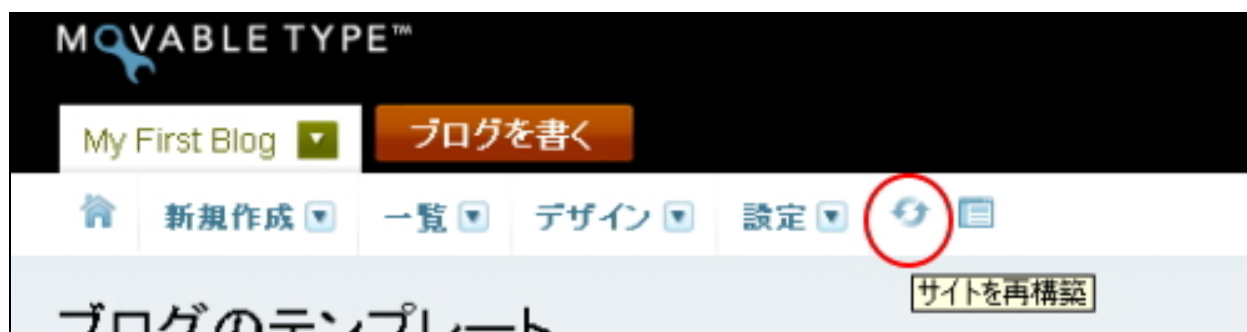 MOVABLE TYPE™
My First Blog ブログを書く
新規作成 一覧 デザイン 設定
サイトを再構築
ブログのテンプレート